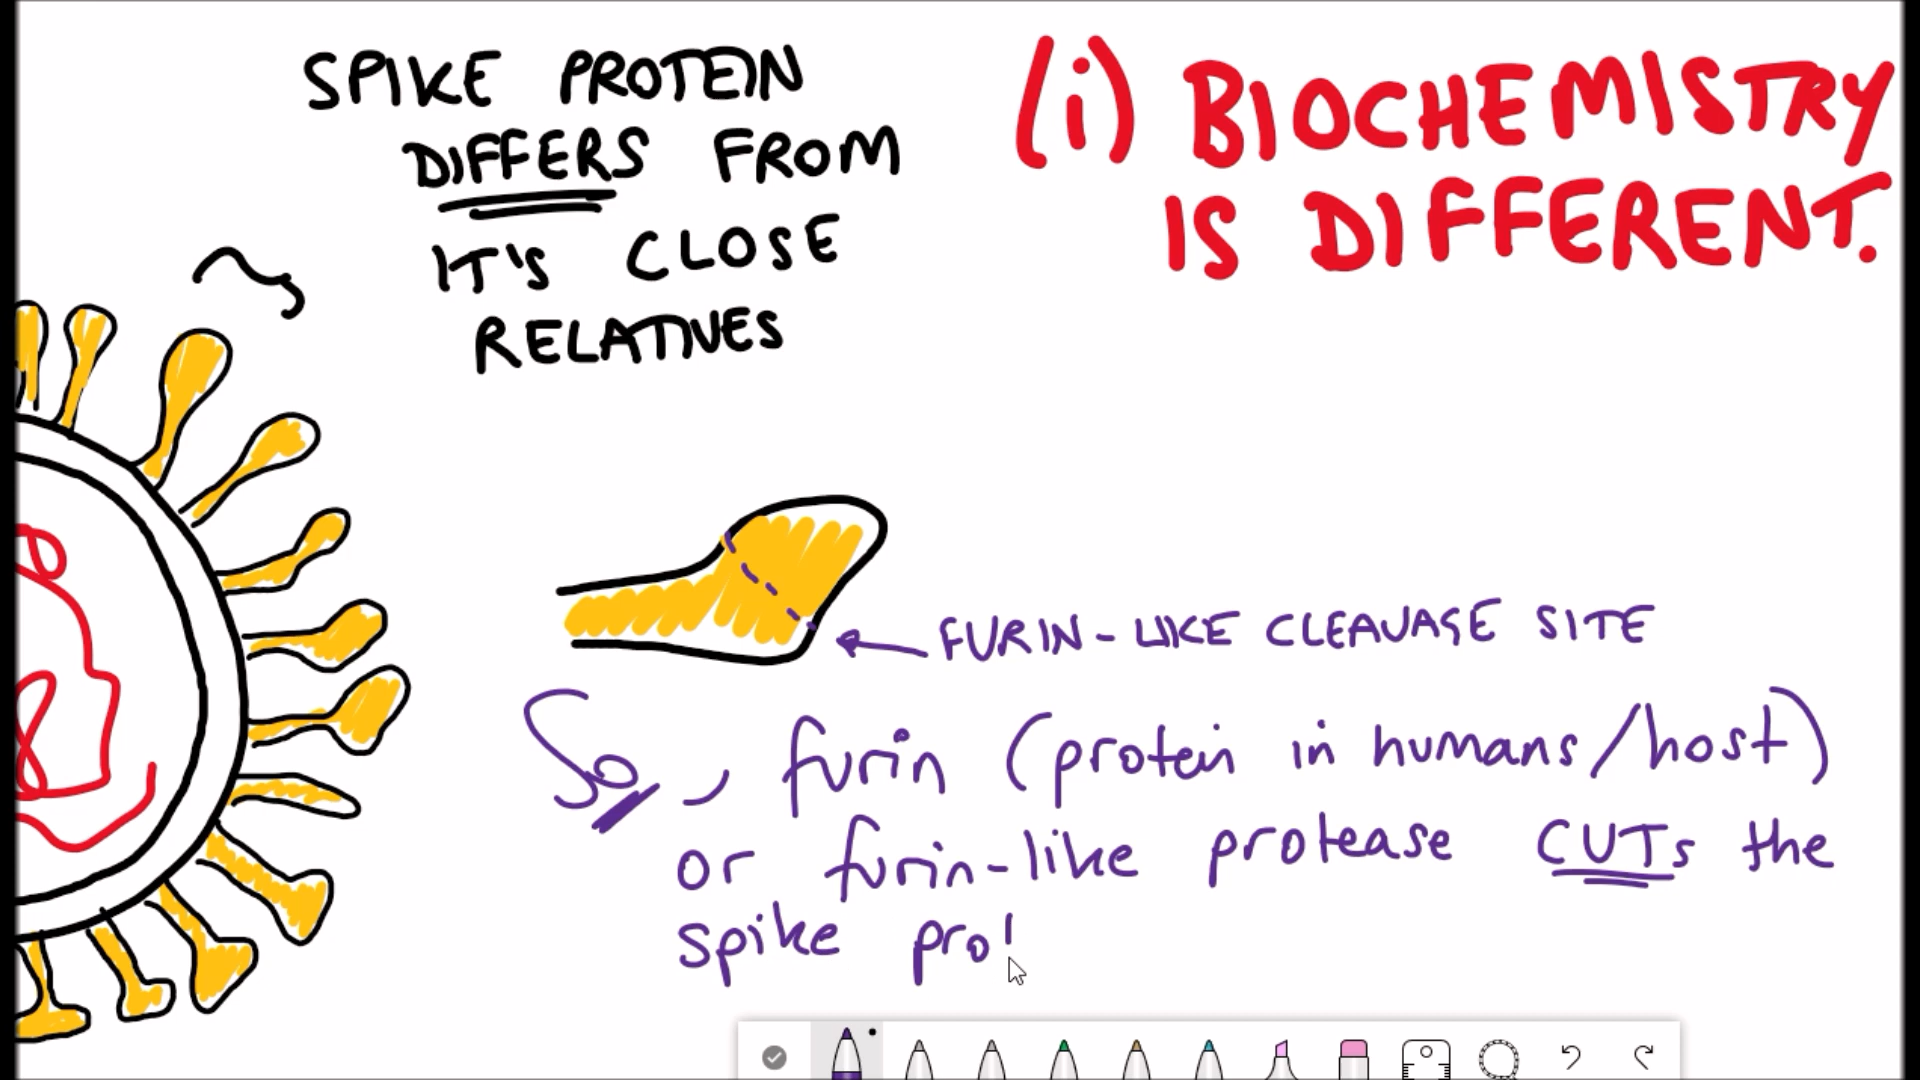 SPIKE PROTEIN
DIFFERS FROM
IT'S CLOSE
RELATIVES
(i) BIOCHEMISTRY
IS DIFFERENT.
FURIN-LIKE CLEAVAGE SITE
So, furin (protein in humans/host)
or furin-like protease CUTs the
spike pro